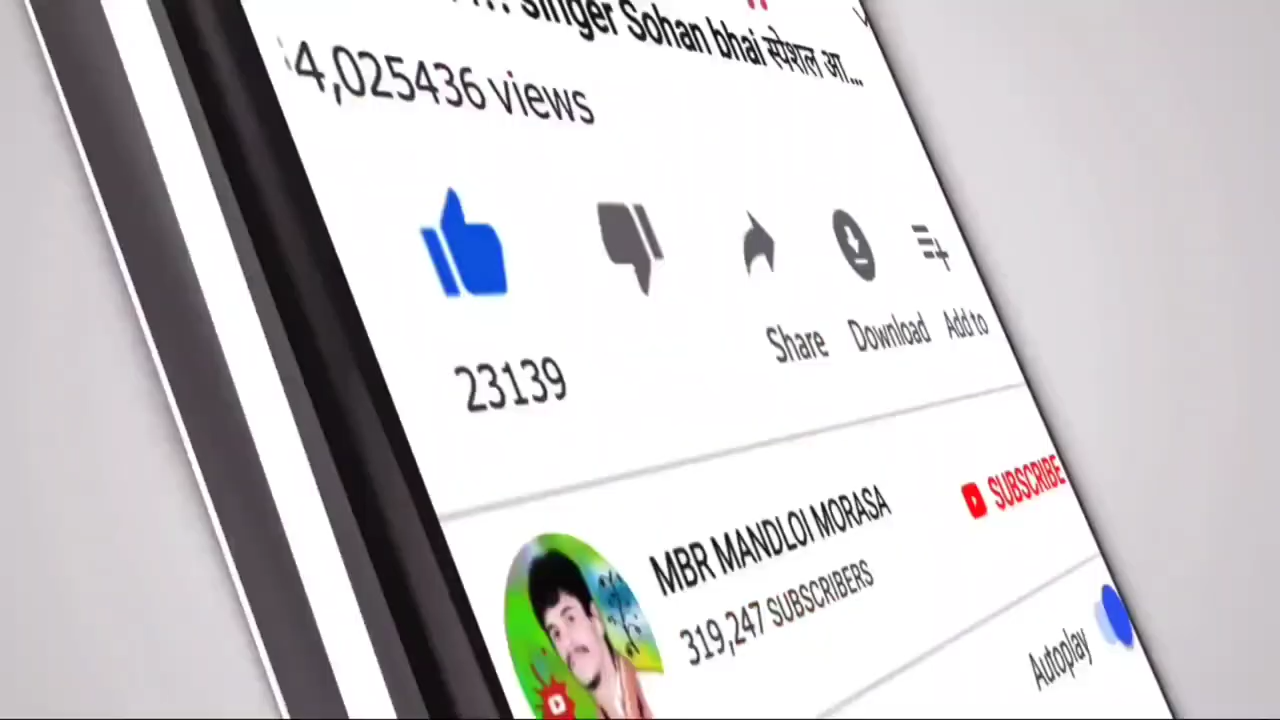 Singer Sohan bhai स्पेशल आ...
4,025436 views
23139
Share Download Add to
MBR MANDLOI MORASA
SUBSCRIBE
319,247 SUBSCRIBERS
Autoplay